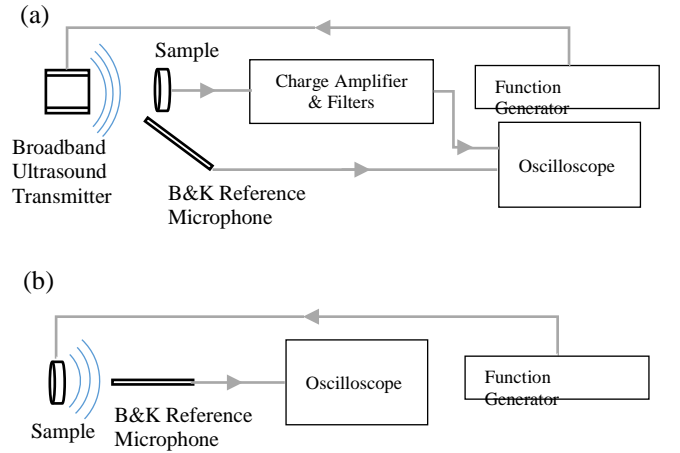 (a)
Sample
Charge Amplifier
& Filters
Function
Generator
Broadband
Ultrasound
Transmitter
Oscilloscope
B&K Reference
Microphone
(b)
Oscilloscope
Function
Generator
Sample
B&K Reference
Microphone